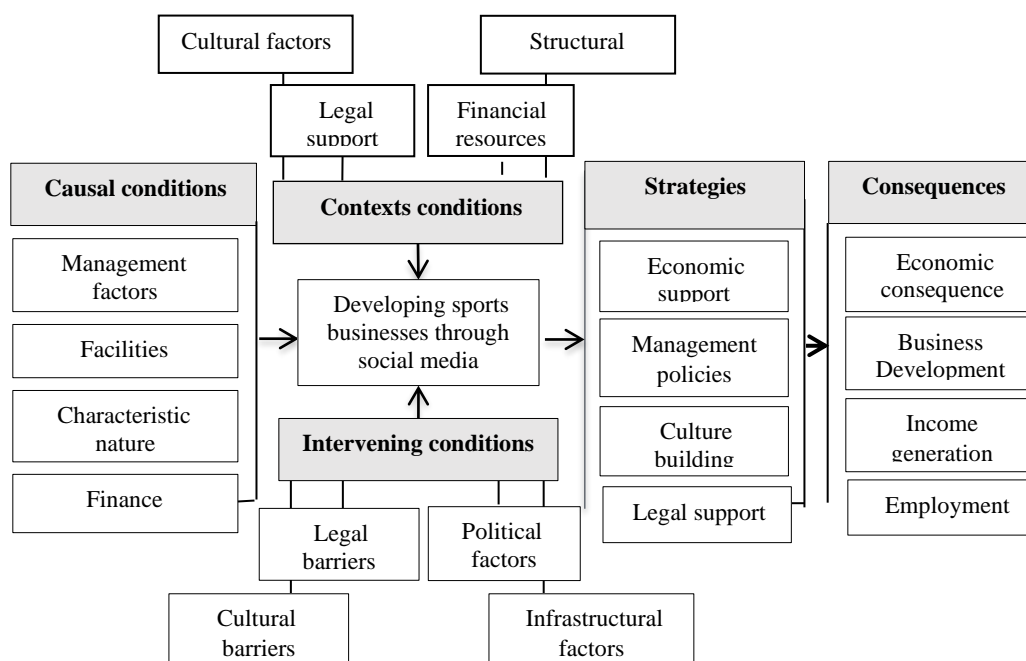 Cultural factors
Structural
Legal
support
Financial
resources
Causal conditions
Contexts conditions
Strategies
Consequences
Management
factors
Facilities
Characteristic
nature
Finance
Developing sports
businesses through
social media
Economic
support
Management
policies
Culture
building
Legal support
Economic
consequence
Business
Development
Income
generation
Employment
Intervening conditions
Legal
barriers
Political
factors
Cultural
barriers
Infrastructural
factors